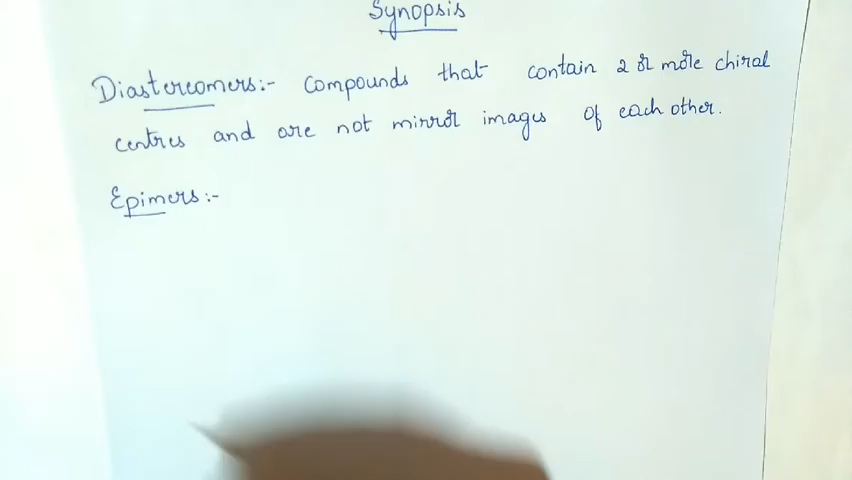 Synopsis
Diastereomers:- Compounds that contain 2 or more chiral
centres and are not mirror images of each other.
Epimers:-